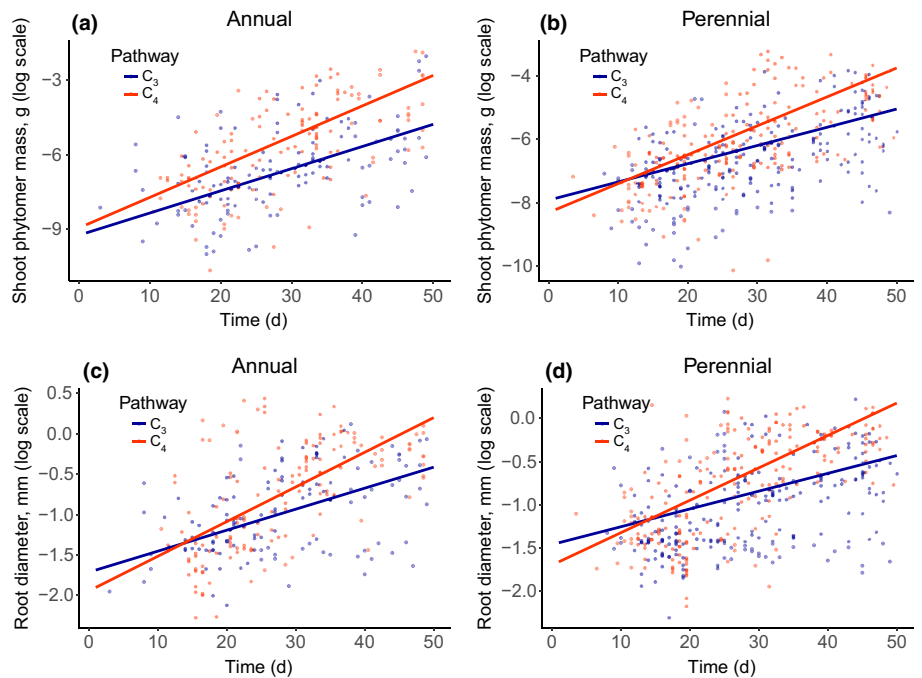 (a) Annual
Pathway
C₃
C₄
Shoot phytomer mass, g (log scale)
−3
−6
−9
0 10 20 30 40 50
Time (d)
(b) Perennial
Pathway
C₃
C₄
Shoot phytomer mass, g (log scale)
−4
−6
−8
−10
0 10 20 30 40 50
Time (d)
(c) Annual
Pathway
C₃
C₄
Root diameter, mm (log scale)
0.5
0.0
−0.5
−1.0
−1.5
−2.0
0 10 20 30 40 50
Time (d)
(d) Perennial
Pathway
C₃
C₄
Root diameter, mm (log scale)
0.0
−0.5
−1.0
−1.5
−2.0
0 10 20 30 40 50
Time (d)